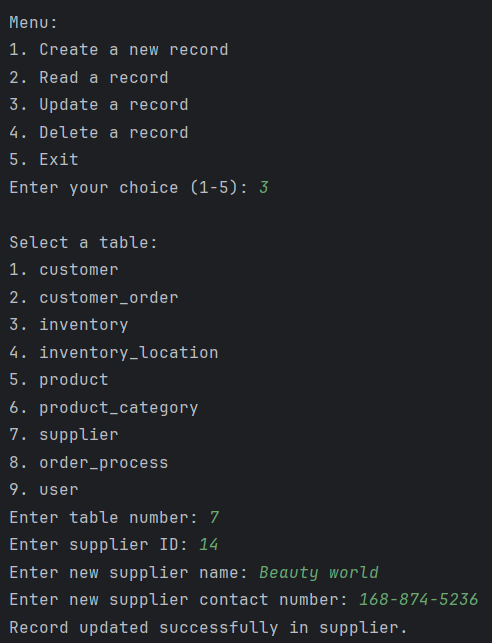 Menu:
1. Create a new record
2. Read a record
3. Update a record
4. Delete a record
5. Exit
Enter your choice (1-5): 3
Select a table:
1. customer
2. customer_order
3. inventory
4. inventory_location
5. product
6. product_category
7. supplier
8. order_process
9. user
Enter table number: 7
Enter supplier ID: 14
Enter new supplier name: Beauty world
Enter new supplier contact number: 168-874-5236
Record updated successfully in supplier.